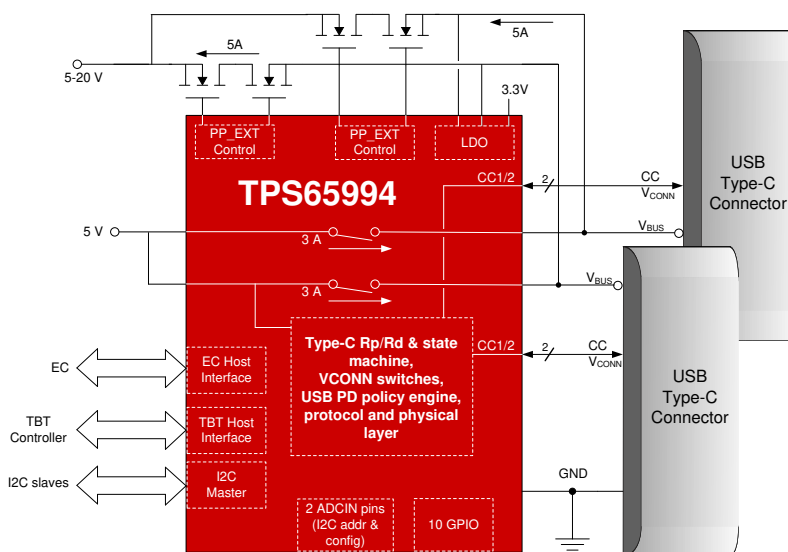 5A
5A
5-20 V
3.3V
PP_EXT
Control
PP_EXT
Control
LDO
TPS65994
CC1/2
2
CC
VCONN
USB
Type-C
Connector
5 V
3 A
VBUS
3 A
VBUS
Type-C Rp/Rd & state
machine,
VCONN switches,
USB PD policy engine,
protocol and physical
layer
CC1/2
2
CC
VCONN
USB
Type-C
Connector
EC
EC Host
Interface
TBT
Controller
TBT Host
Interface
I2C slaves
I2C
Master
GND
2 ADCIN pins
(I2C addr &
config)
10 GPIO